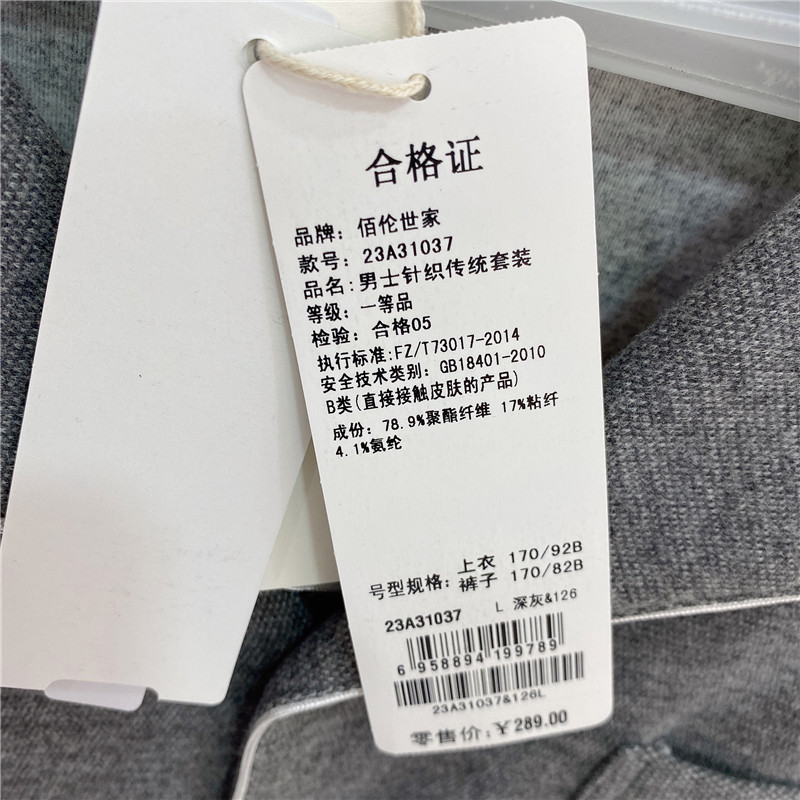 合格证
品牌：佰伦世家
款号：23A31037
品名：男士针织传统套装
等级：一等品
检验：合格05
执行标准：FZ/T73017-2014
安全技术类别：GB18401-2010
B类(直接接触皮肤的产品)
成份：78.9%聚酯纤维 17%粘纤
4.1%氨纶
号型规格：上衣 170/92B
裤子 170/82B
23A31037 L 深灰&126
6 958894 199789
23A31037&126L
零售价：¥289.00